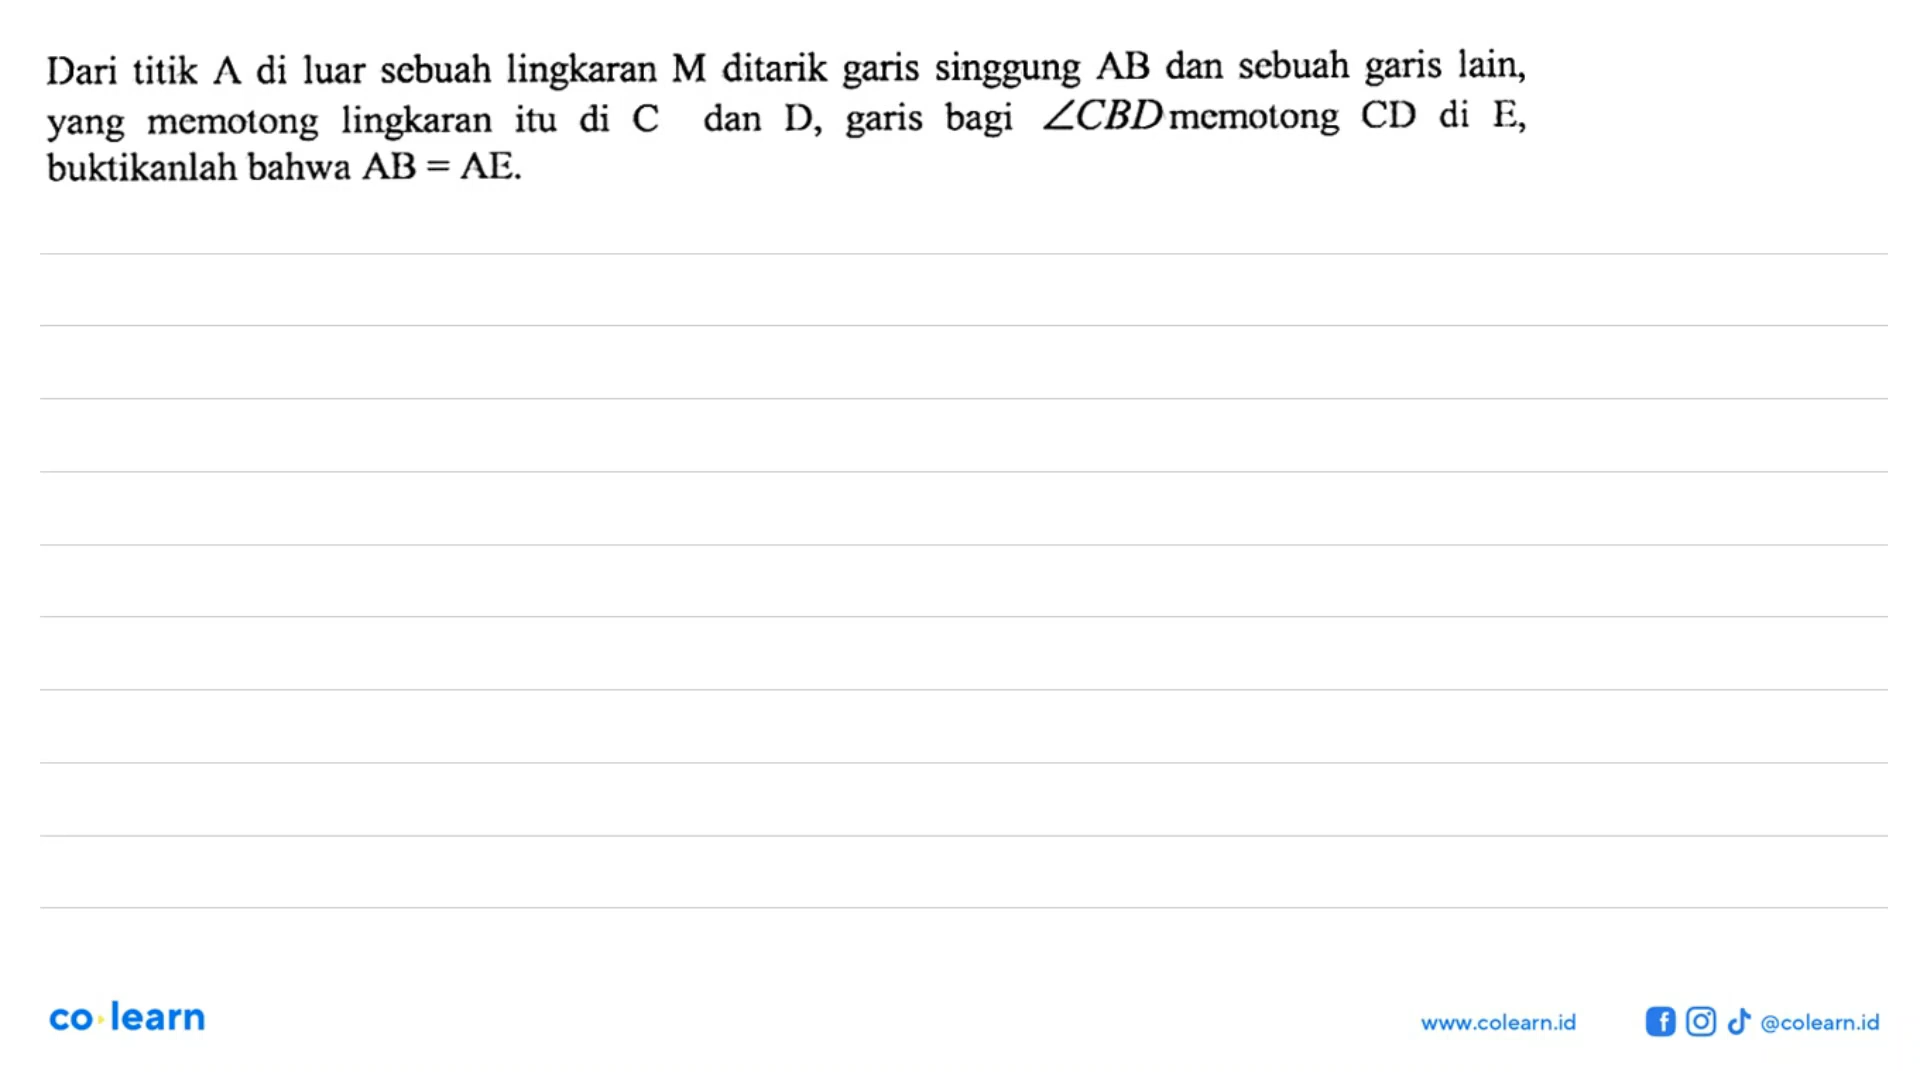 Dari titik A di luar sebuah lingkaran M ditarik garis singgung AB dan sebuah garis lain,
yang memotong lingkaran itu di C dan D, garis bagi ∠CBD memotong CD di E,
buktikanlah bahwa AB = AE.
co learn
www.colearn.id @colearn.id